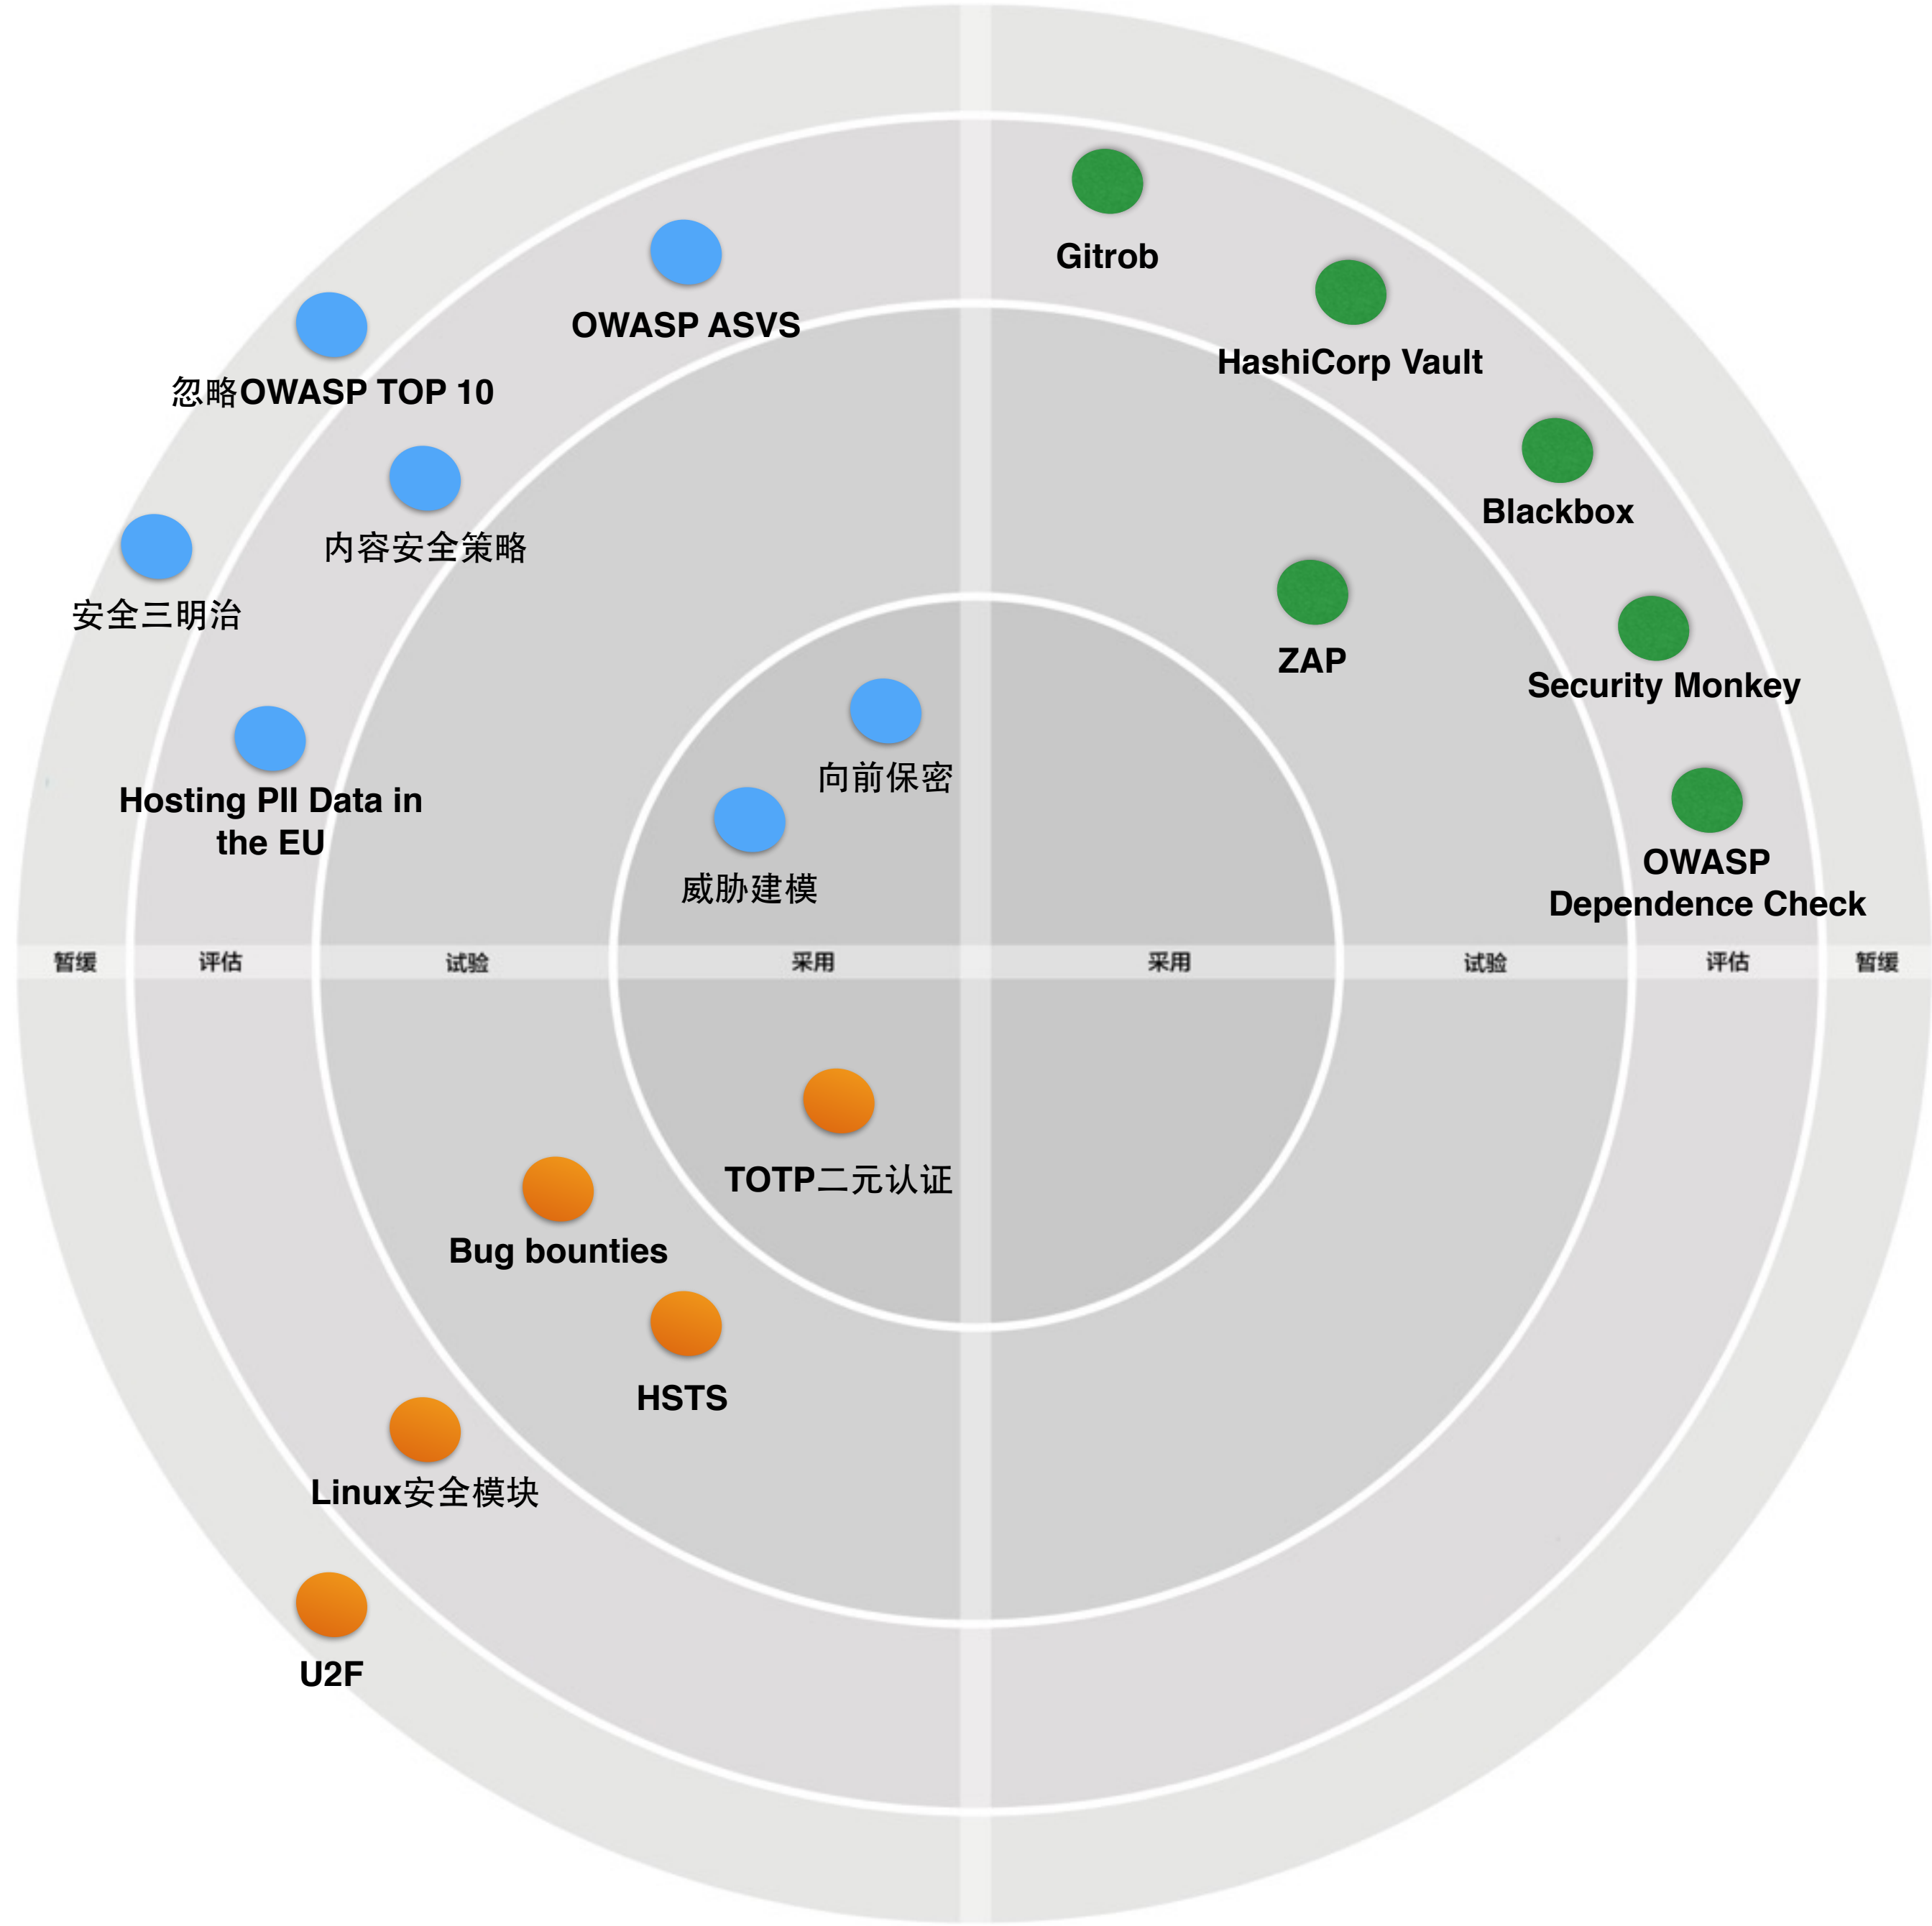 Gitrob
OWASP ASVS
HashiCorp Vault
忽略OWASP TOP 10
Blackbox
内容安全策略
安全三明治
ZAP
Security Monkey
向前保密
Hosting PII Data in
the EU
OWASP
Dependence Check
威胁建模
暂缓 评估 试验 采用 采用 试验 评估 暂缓
TOTP二元认证
Bug bounties
HSTS
Linux安全模块
U2F